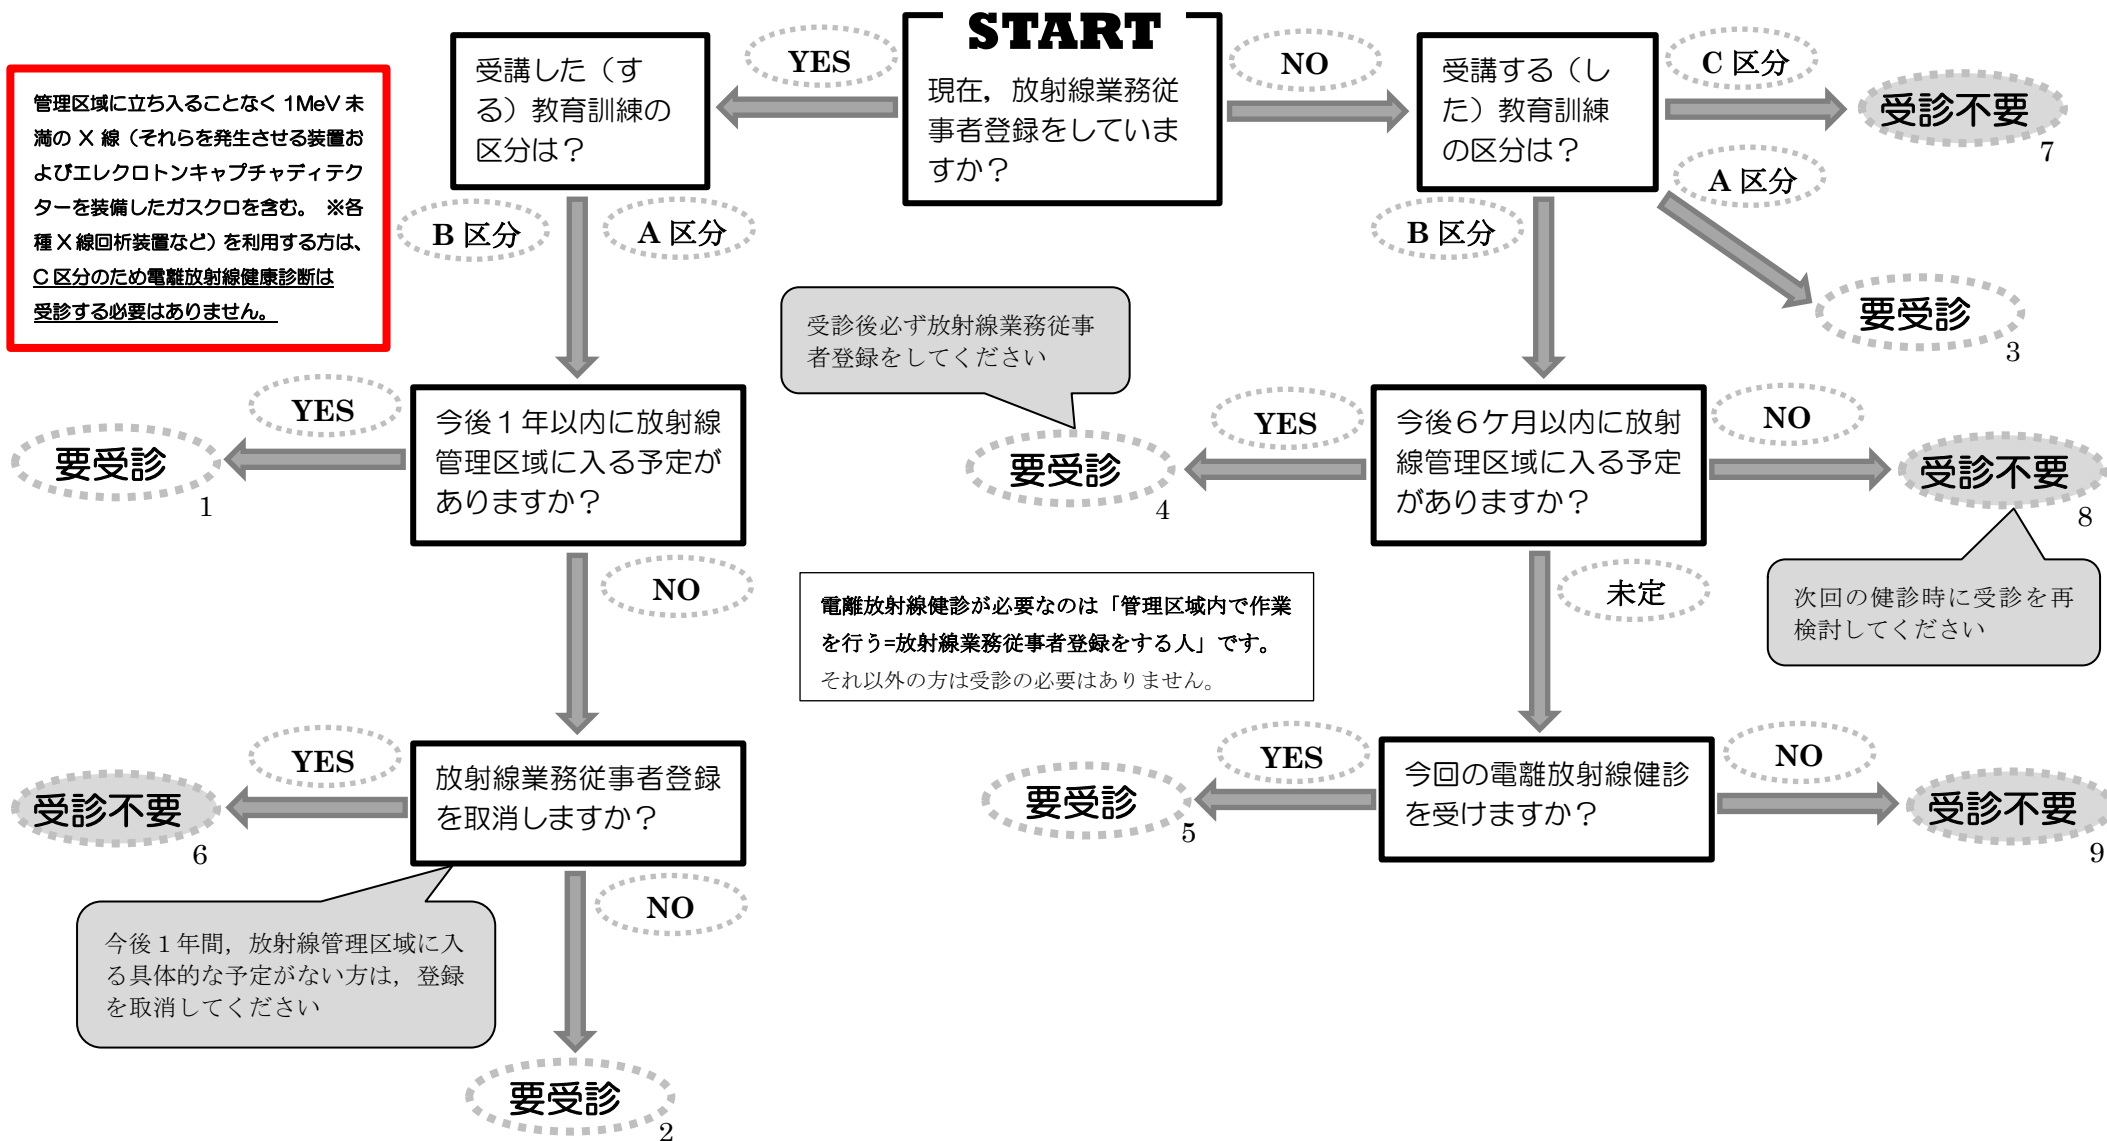 START
現在，放射線業務従
事者登録をしていま
すか？
YES
NO
受講した（す
る）教育訓練の
区分は？
受講する（し
た）教育訓練
の区分は？
C 区分
受診不要
7
A 区分
要受診
3
B 区分
B 区分
A 区分
管理区域に立ち入ることなく 1MeV 未
満の X 線（それらを発生させる装置お
よびエレクロトンキャプチャディテク
ターを装備したガスクロを含む。 ※各
種 X 線回析装置など）を利用する方は、
C 区分のため電離放射線健康診断は
受診する必要はありません。
受診後必ず放射線業務従事
者登録をしてください
YES
要受診
1
今後１年以内に放射線
管理区域に入る予定が
ありますか？
YES
要受診
4
今後６ケ月以内に放射
線管理区域に入る予定
がありますか？
NO
受診不要
8
NO
電離放射線健診が必要なのは「管理区域内で作業
を行う=放射線業務従事者登録をする人」です。
それ以外の方は受診の必要はありません。
未定
次回の健診時に受診を再
検討してください
YES
受診不要
6
放射線業務従事者登録
を取消しますか？
YES
要受診
5
今回の電離放射線健診
を受けますか？
NO
受診不要
9
今後１年間，放射線管理区域に入
る具体的な予定がない方は，登録
を取消してください
NO
要受診
2